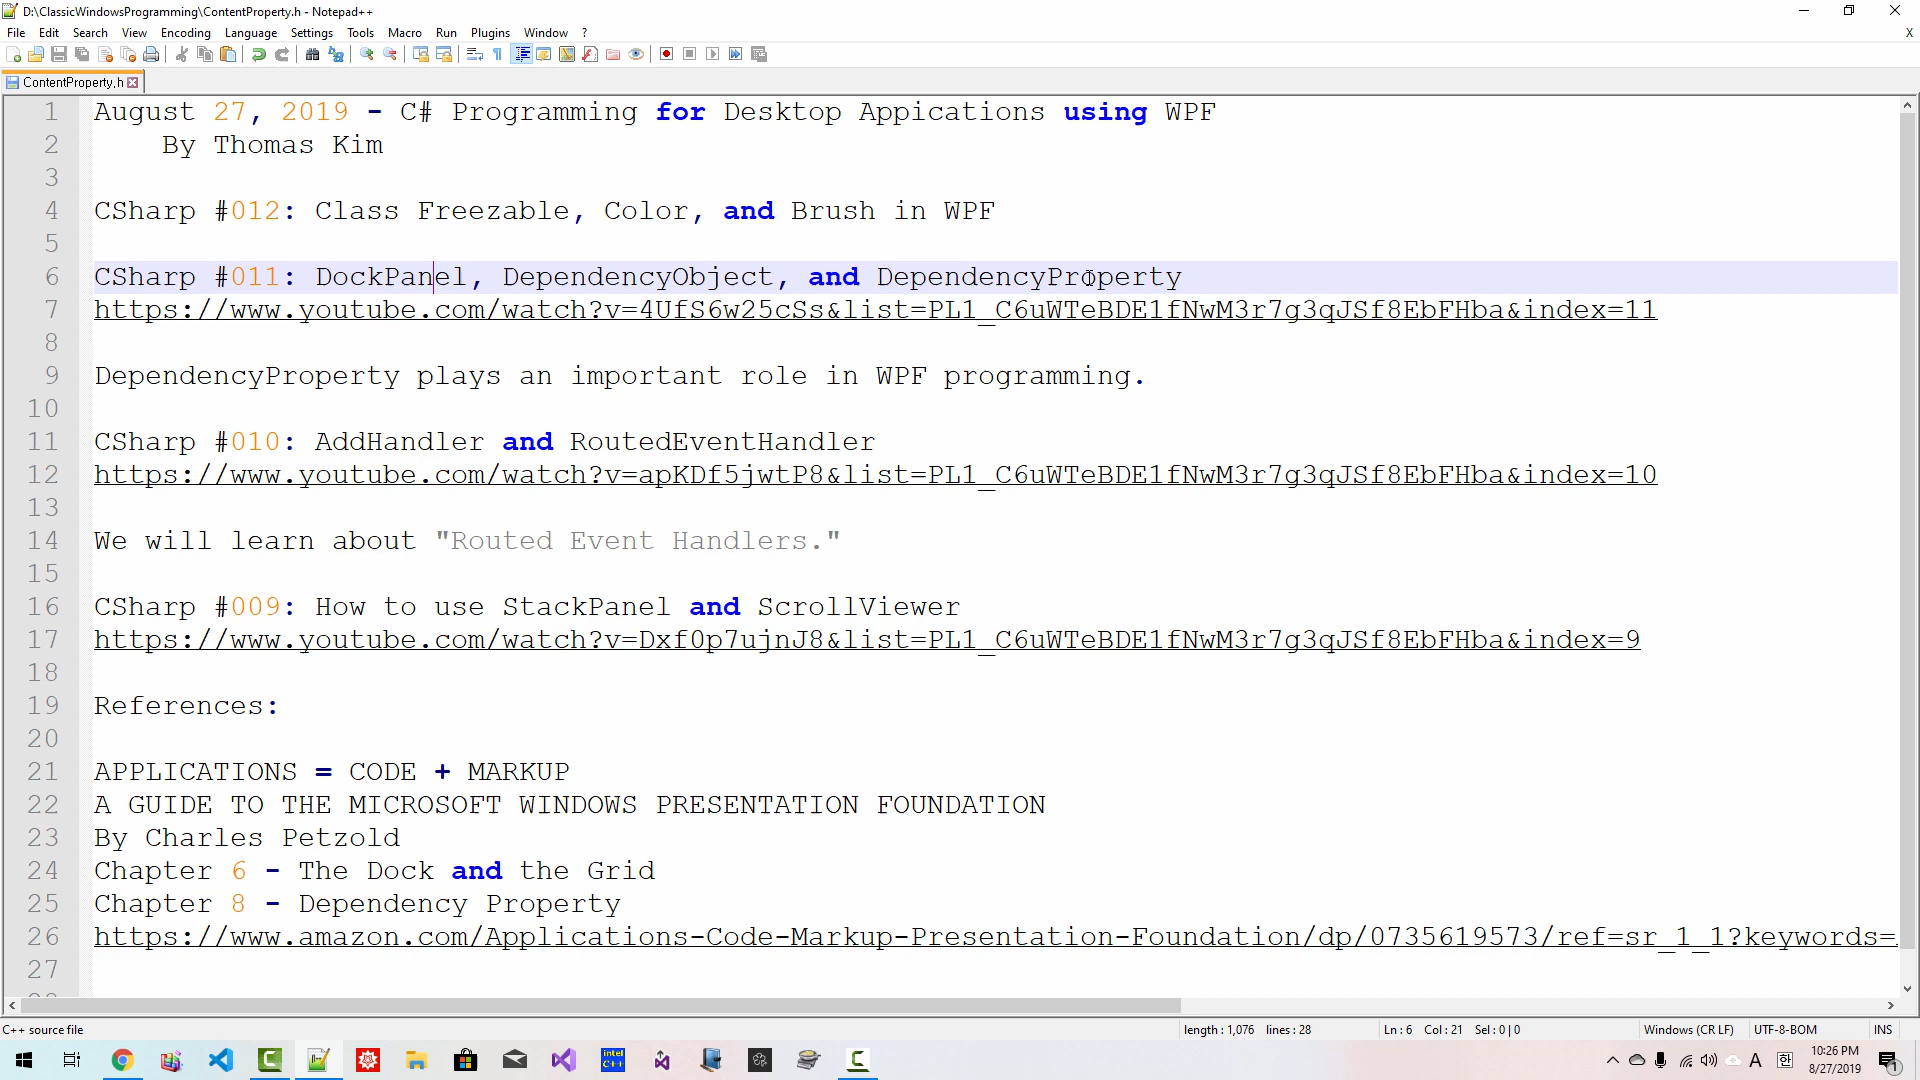 D:\ClassicWindowsProgramming\ContentProperty.h - Notepad++
File Edit Search View Encoding Language Settings Tools Macro Run Plugins Window ? X
ContentProperty.h
1 August 27, 2019 - C# Programming for Desktop Appications using WPF
2 By Thomas Kim
3
4 CSharp #012: Class Freezable, Color, and Brush in WPF
5
6 CSharp #011: DockPanel, DependencyObject, and DependencyProperty
7 https://www.youtube.com/watch?v=4UfS6w25cSs&list=PL1_C6uWTeBDE1fNwM3r7g3qJSf8EbFHba&index=11
8
9 DependencyProperty plays an important role in WPF programming.
10
11 CSharp #010: AddHandler and RoutedEventHandler
12 https://www.youtube.com/watch?v=apKDf5jwtP8&list=PL1_C6uWTeBDE1fNwM3r7g3qJSf8EbFHba&index=10
13
14 We will learn about "Routed Event Handlers."
15
16 CSharp #009: How to use StackPanel and ScrollViewer
17 https://www.youtube.com/watch?v=Dxf0p7ujnJ8&list=PL1_C6uWTeBDE1fNwM3r7g3qJSf8EbFHba&index=9
18
19 References:
20
21 APPLICATIONS = CODE + MARKUP
22 A GUIDE TO THE MICROSOFT WINDOWS PRESENTATION FOUNDATION
23 By Charles Petzold
24 Chapter 6 - The Dock and the Grid
25 Chapter 8 - Dependency Property
26 https://www.amazon.com/Applications-Code-Markup-Presentation-Foundation/dp/0735619573/ref=sr_1_1?keywords=
27
C++ source file length : 1,076 lines : 28 Ln : 6 Col : 21 Sel : 0 | 0 Windows (CR LF) UTF-8-BOM INS
intel C++
A 한 10:26 PM
8/27/2019
1